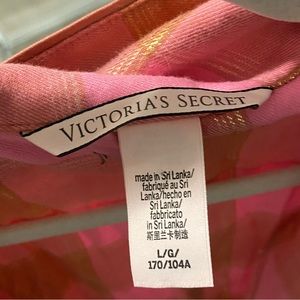 VICTORIA'S SECRET
made in Sri Lanka/
fabriqué au Sri
Lanka/hecho en
Sri Lanka/
fabbricato
in Sri Lanka/
斯里兰卡制造
L/G/
170/104A